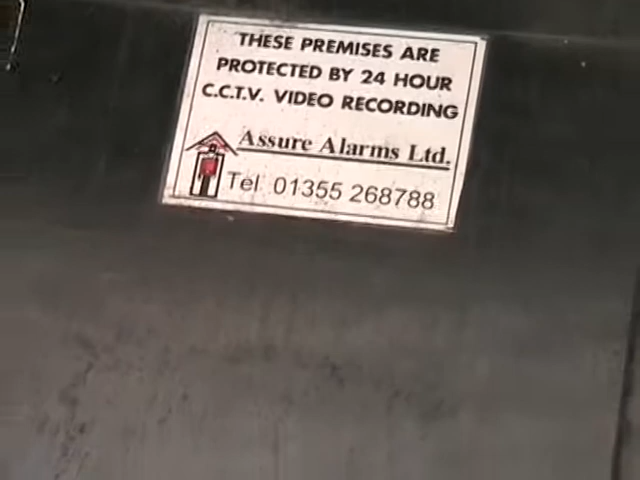 THESE PREMISES ARE
PROTECTED BY 24 HOUR
C.C.T.V. VIDEO RECORDING
Assure Alarms Ltd.
Tel 01355 268788